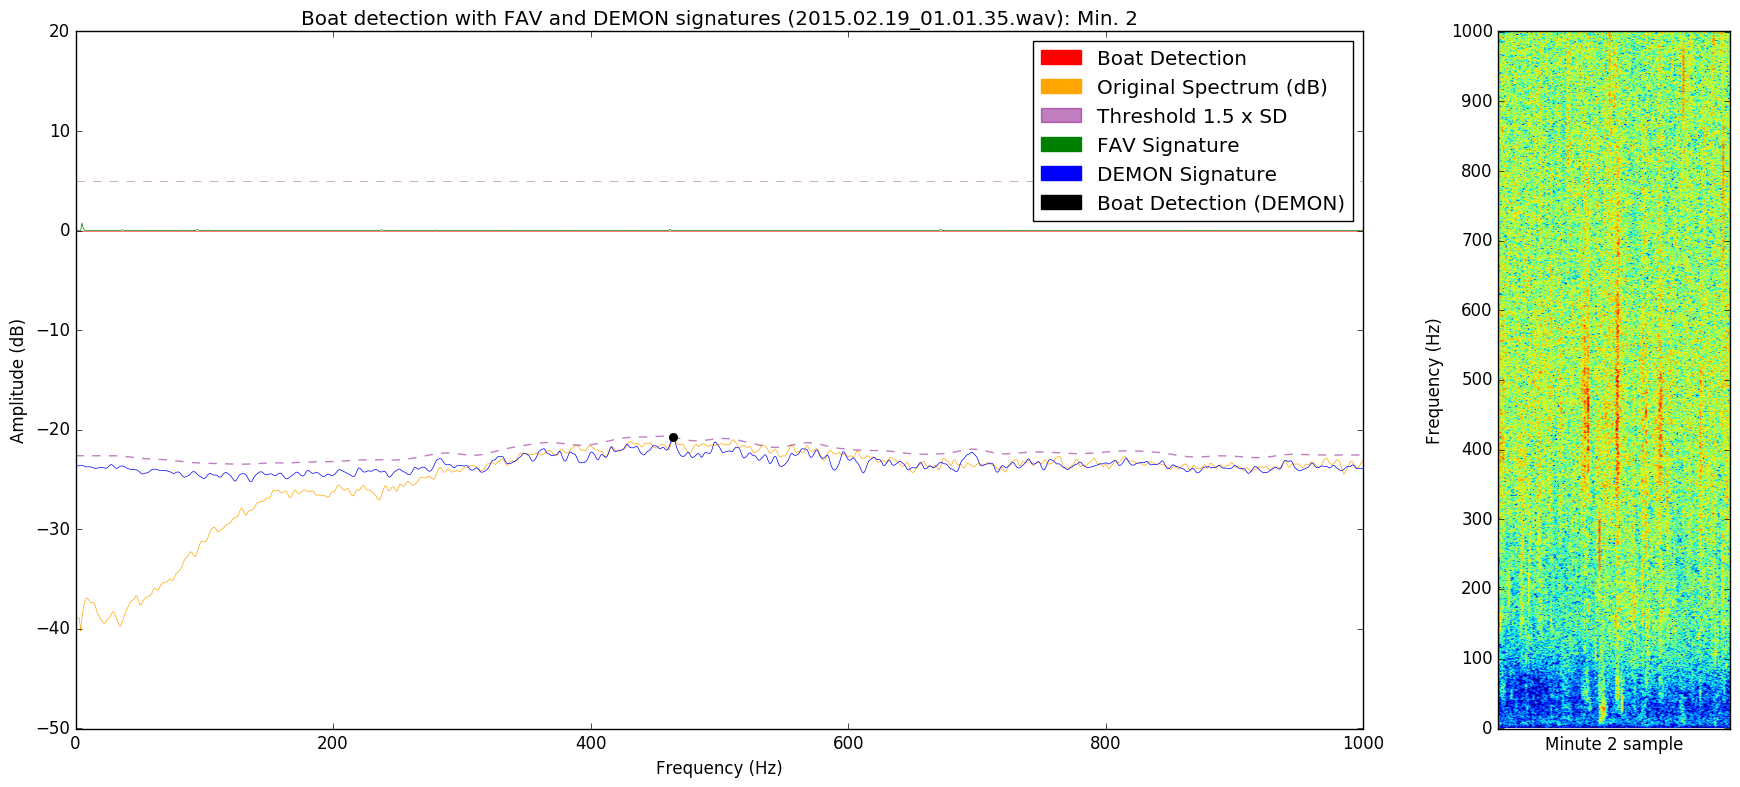 Boat detection with FAV and DEMON signatures (2015.02.19_01.01.35.wav): Min. 2
Boat Detection
Original Spectrum (dB)
Threshold 1.5 x SD
FAV Signature
DEMON Signature
Boat Detection (DEMON)
Amplitude (dB)
20
10
0
−10
−20
−30
−40
−50
0
200
400
600
800
1000
Frequency (Hz)
Frequency (Hz)
1000
900
800
700
600
500
400
300
200
100
0
Minute 2 sample